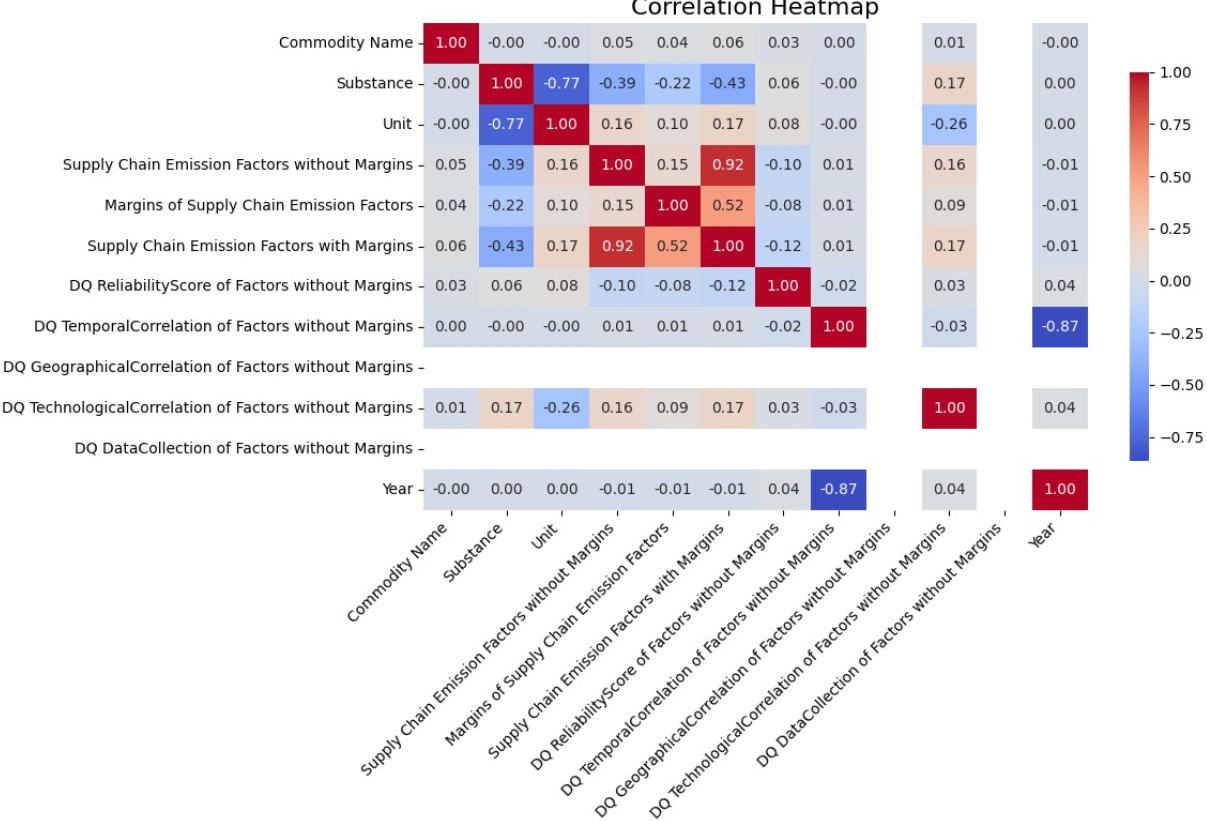 Correlation Heatmap
Commodity Name 1.00 -0.00 -0.00 0.05 0.04 0.06 0.03 0.00 0.01 -0.00
Substance -0.00 1.00 -0.77 -0.39 -0.22 -0.43 0.06 -0.00 0.17 0.00
Unit -0.00 -0.77 1.00 0.16 0.10 0.17 0.08 -0.00 -0.26 0.00
Supply Chain Emission Factors without Margins 0.05 -0.39 0.16 1.00 0.15 0.92 -0.10 0.01 0.16 -0.01
Margins of Supply Chain Emission Factors 0.04 -0.22 0.10 0.15 1.00 0.52 -0.08 0.01 0.09 -0.01
Supply Chain Emission Factors with Margins 0.06 -0.43 0.17 0.92 0.52 1.00 -0.12 0.01 0.17 -0.01
DQ ReliabilityScore of Factors without Margins 0.03 0.06 0.08 -0.10 -0.08 -0.12 1.00 -0.02 0.03 0.04
DQ TemporalCorrelation of Factors without Margins 0.00 -0.00 -0.00 0.01 0.01 0.01 -0.02 1.00 -0.03 -0.87
DQ GeographicalCorrelation of Factors without Margins
DQ TechnologicalCorrelation of Factors without Margins 0.01 0.17 -0.26 0.16 0.09 0.17 0.03 -0.03 1.00 0.04
DQ DataCollection of Factors without Margins
Year -0.00 0.00 0.00 -0.01 -0.01 -0.01 0.04 -0.87 0.04 1.00
Commodity Name
Substance
Unit
Supply Chain Emission Factors without Margins
Margins of Supply Chain Emission Factors
Supply Chain Emission Factors with Margins
DQ ReliabilityScore of Factors without Margins
DQ TemporalCorrelation of Factors without Margins
DQ GeographicalCorrelation of Factors without Margins
DQ TechnologicalCorrelation of Factors without Margins
DQ DataCollection of Factors without Margins
Year
1.00
0.75
0.50
0.25
0.00
−0.25
−0.50
−0.75